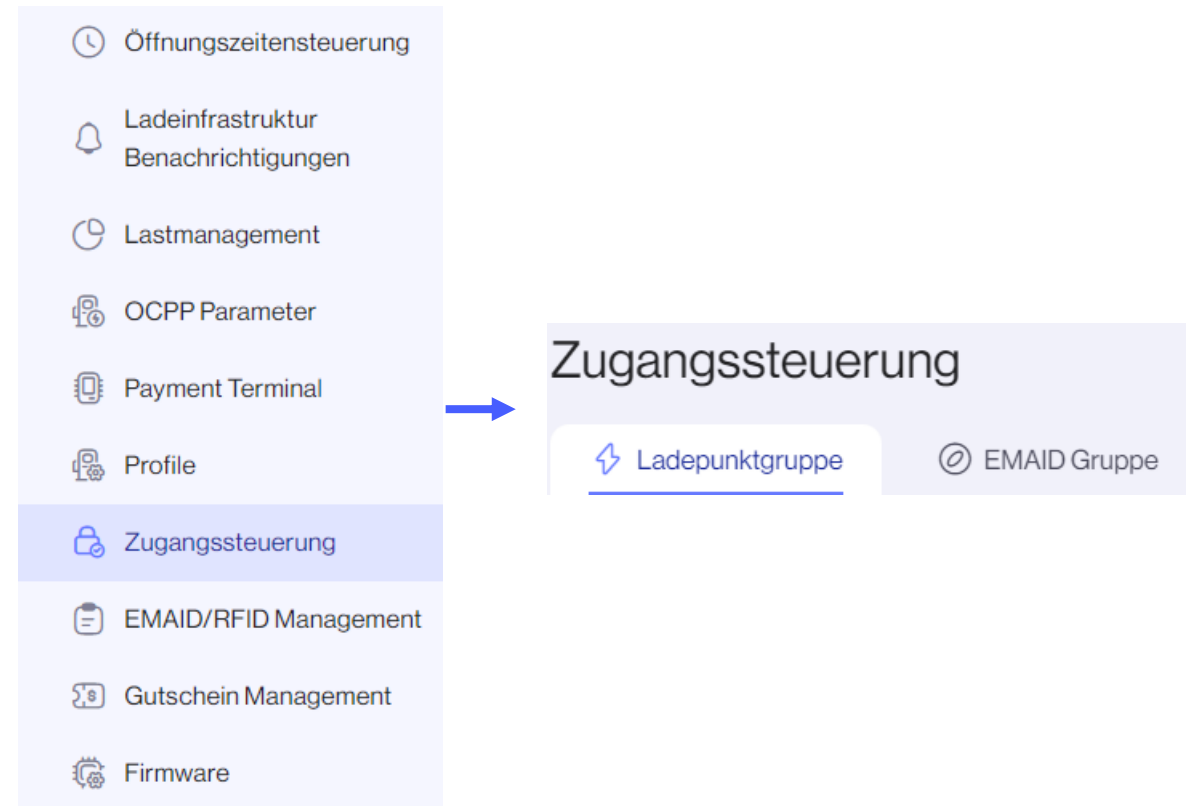 Öffnungszeitensteuerung
Ladeinfrastruktur
Benachrichtigungen
Lastmanagement
OCPP Parameter
Payment Terminal
Profile
Zugangssteuerung
EMAID/RFID Management
Gutschein Management
Firmware
Zugangssteuerung
Ladepunktgruppe
EMAID Gruppe